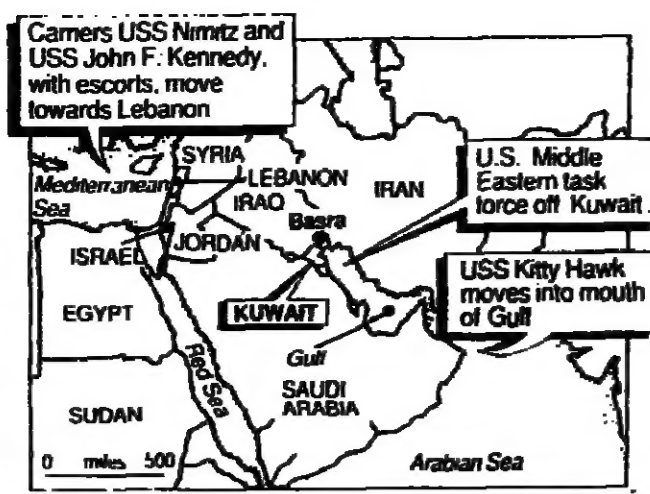 Carriers USS Nimitz and
USS John F. Kennedy,
with escorts, move
towards Lebanon
SYRIA
LEBANON
Mediterranean
Sea
IRAQ
IRAN
U.S. Middle
Eastern task
force off Kuwait
Basra
ISRAEL
JORDAN
USS Kitty Hawk
moves into mouth
of Gulf
EGYPT
KUWAIT
Gulf
Red Sea
SAUDI
ARABIA
SUDAN
0 miles 500
Arabian Sea